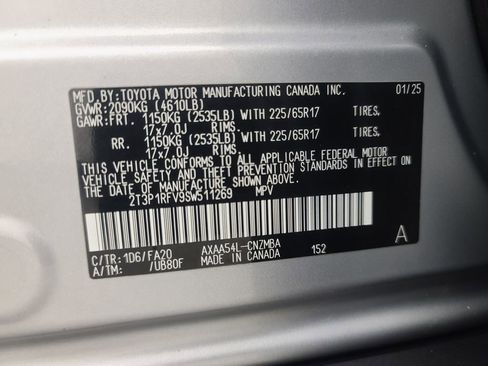 MFD.BY:TOYOTA MOTOR MANUFACTURING CANADA INC. 01/25
GVWR:2090KG (4610LB)
GAWR:FRT. 1150KG (2535LB) WITH 225/65R17 TIRES.
17x7.0J RIMS.
RR. 1150KG (2535LB) WITH 225/65R17 TIRES.
17x7.0J RIMS.
THIS VEHICLE CONFORMS TO ALL APPLICABLE FEDERAL MOTOR
VEHICLE SAFETY AND THEFT PREVENTION STANDARDS IN EFFECT ON
THE DATE OF MANUFACTURE SHOWN ABOVE.
2T3P1RFV9SW511269 MPV
C/TR:1D6/FA20 AXAA54L-CNZMBA 152 A
A/TM: /UB80F MADE IN CANADA